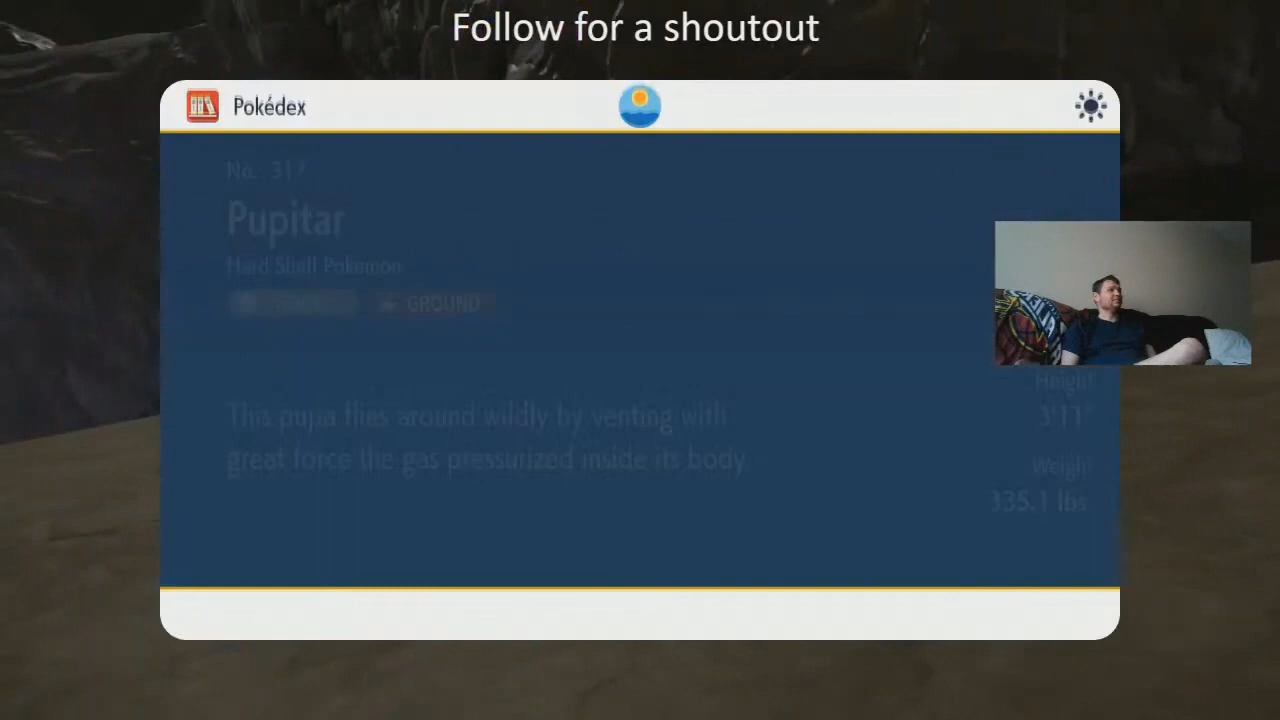 Follow for a shoutout
Pokédex
No. 317
Pupitar
Hard Shell Pokémon
GROUND
This pupa flies around wildly by venting with
great force the gas pressurized inside its body.
Height
3'11"
Weight
335.1 lbs